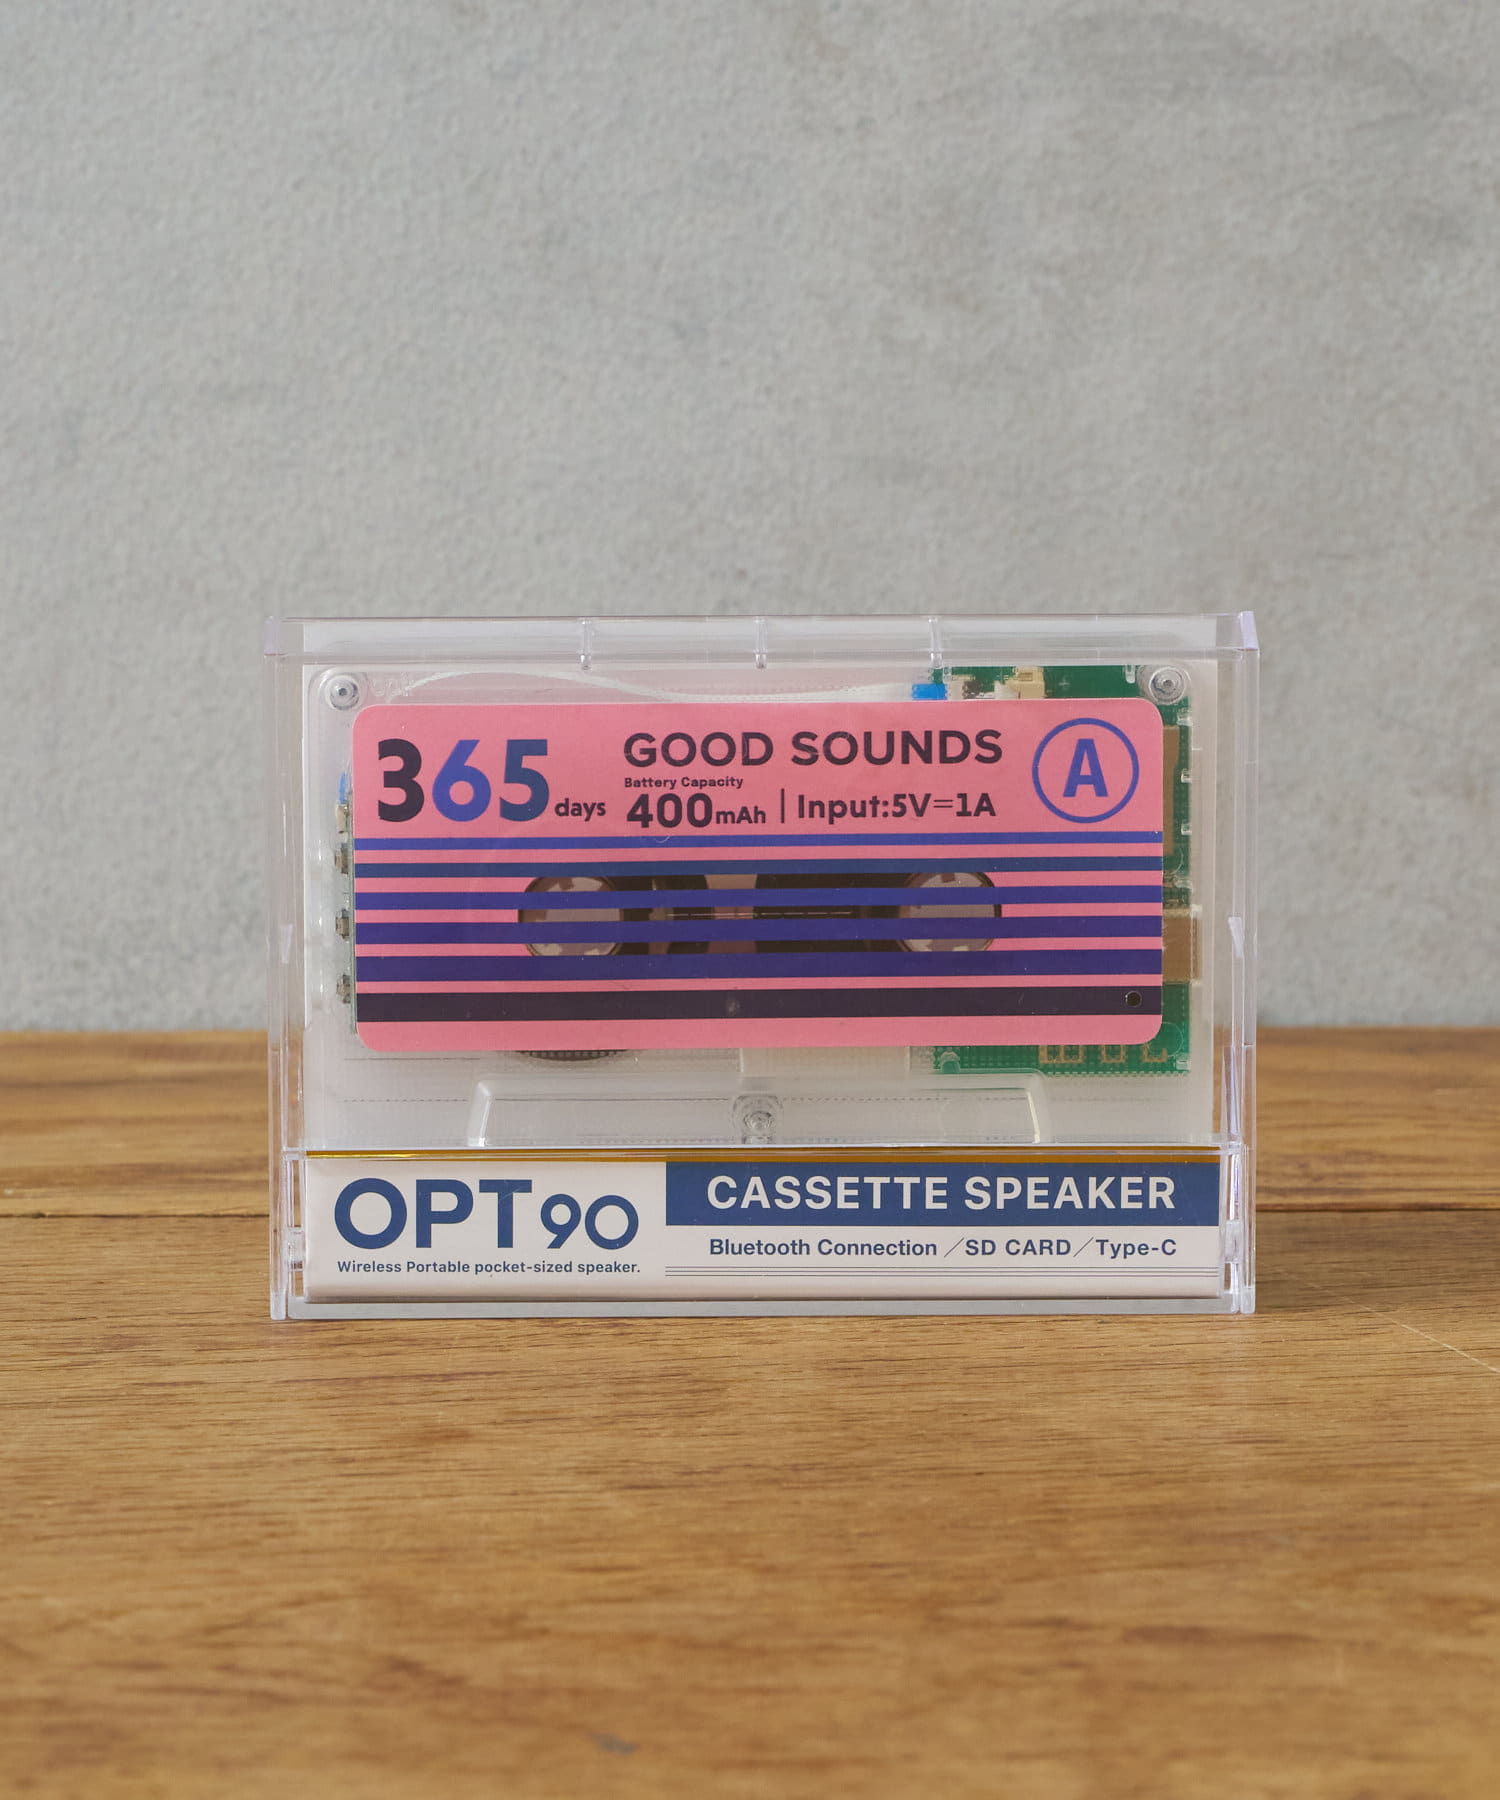 365 days
GOOD SOUNDS
Battery Capacity
400mAh | Input:5V=1A
A
OPT90
Wireless Portable pocket-sized speaker.
CASSETTE SPEAKER
Bluetooth Connection ／SD CARD／Type-C